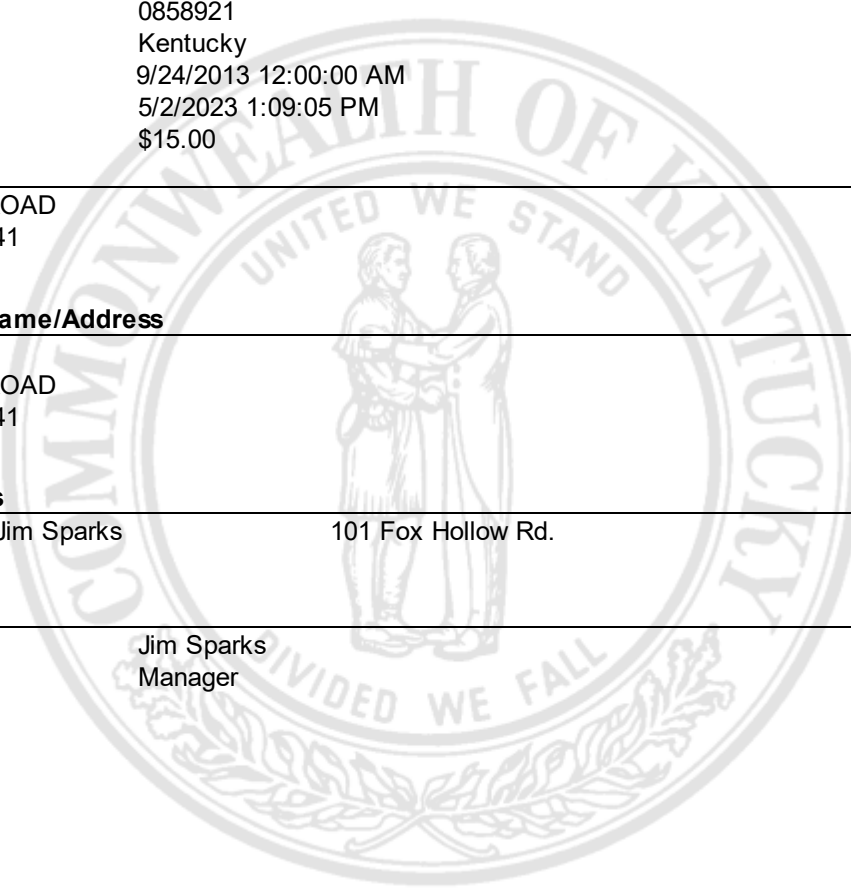 0858921
Kentucky
9/24/2013 12:00:00 AM
5/2/2023 1:09:05 PM
$15.00
OAD
41
ame/Address
OAD
41
s
Jim Sparks 101 Fox Hollow Rd.
Jim Sparks
Manager
COMMONWEALTH OF KENTUCKY
UNITED WE STAND
DIVIDED WE FALL